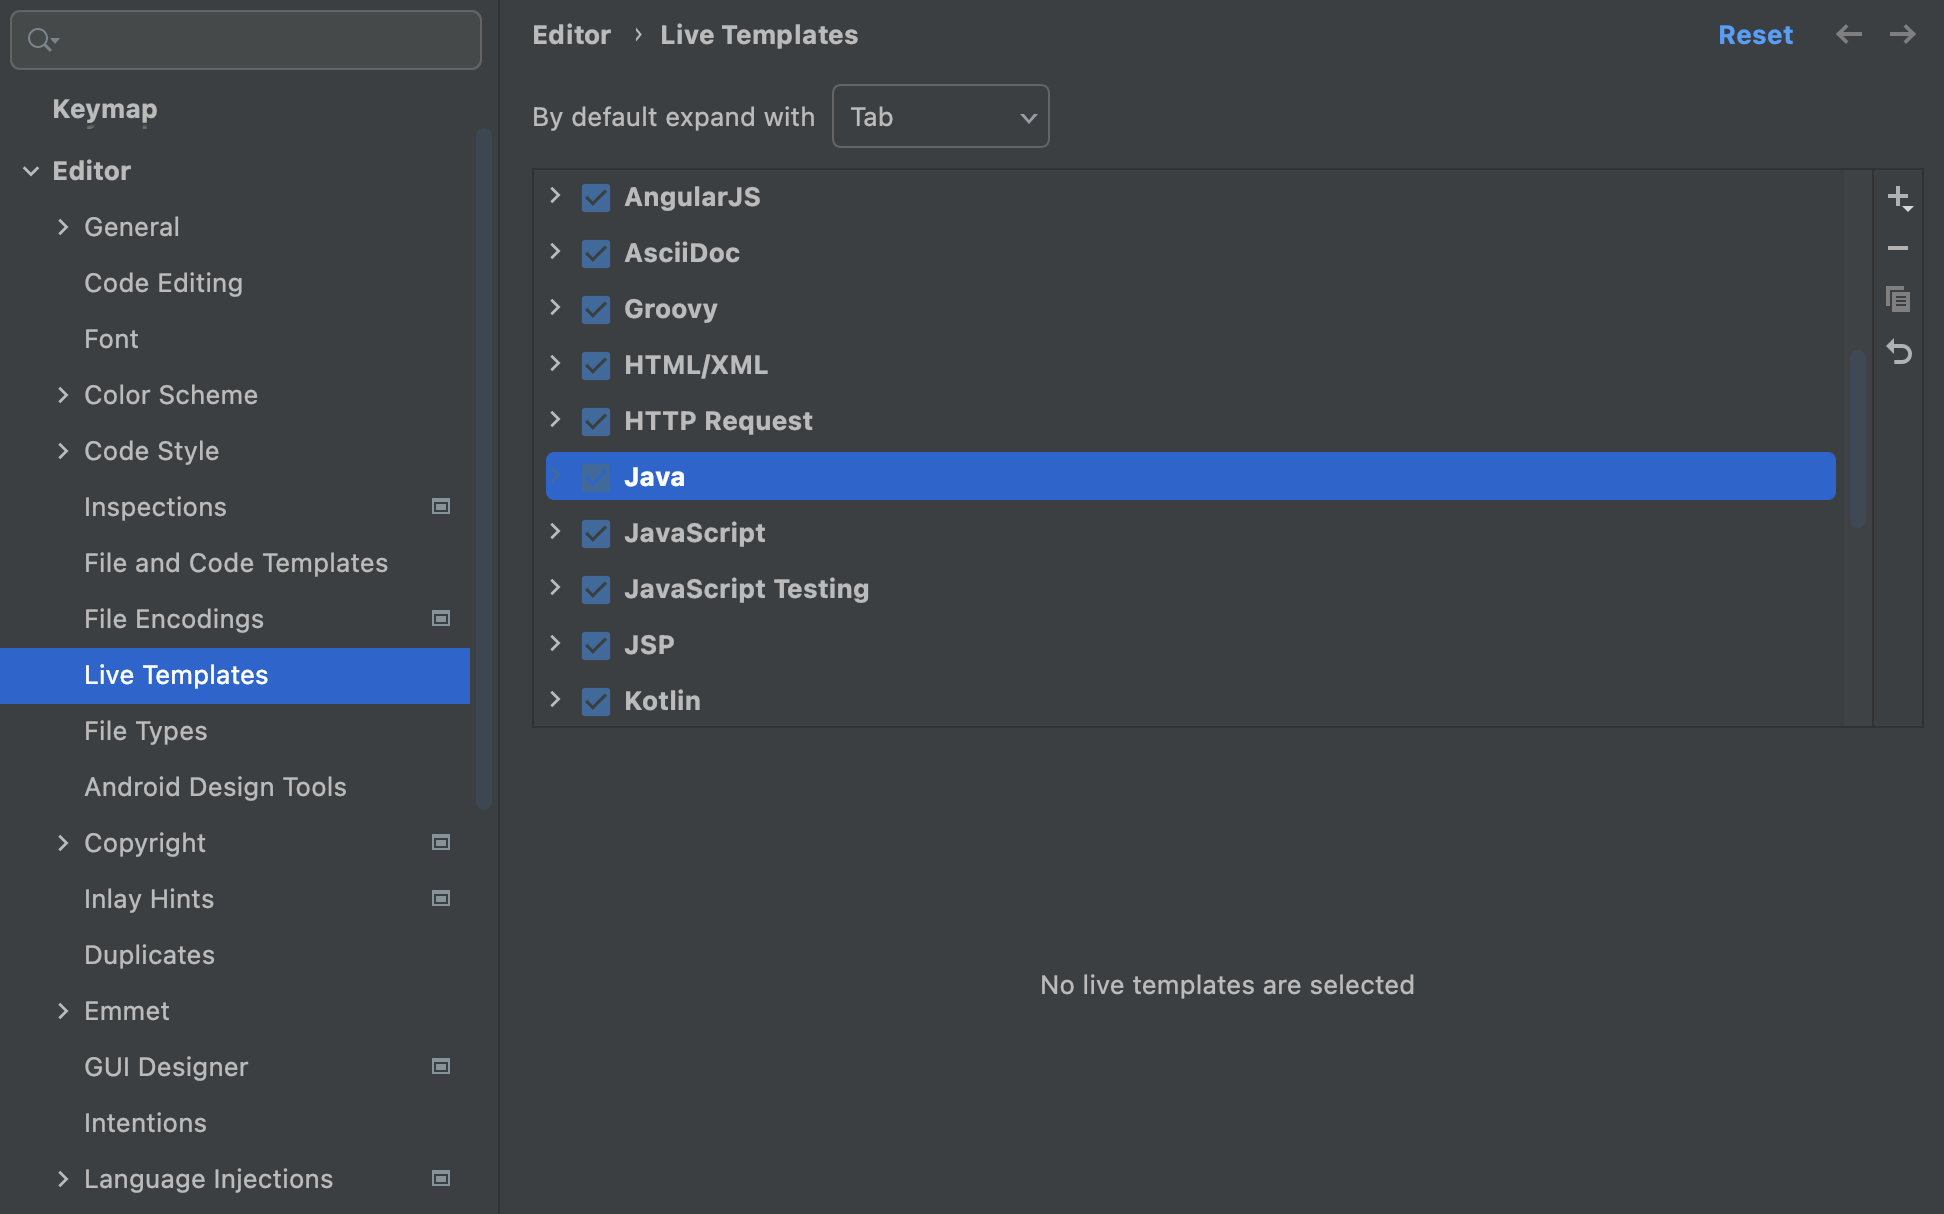 Keymap
Editor
General
Code Editing
Font
Color Scheme
Code Style
Inspections
File and Code Templates
File Encodings
Live Templates
File Types
Android Design Tools
Copyright
Inlay Hints
Duplicates
Emmet
GUI Designer
Intentions
Language Injections
Editor › Live Templates
Reset
By default expand with Tab
AngularJS
AsciiDoc
Groovy
HTML/XML
HTTP Request
Java
JavaScript
JavaScript Testing
JSP
Kotlin
No live templates are selected